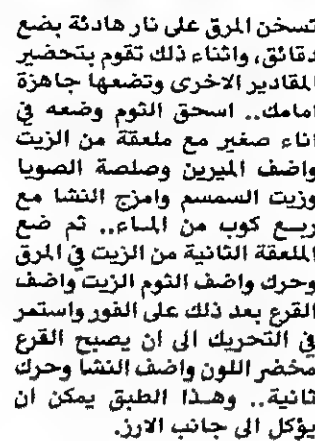 تسخن المرق على نار هادئة بضع
دقائق، واثناء ذلك تقوم بتحضير
المقادير الاخرى وتضعها جاهزة
امامك.. اسحق الثوم وضعه في
اناء صغير مع ملعقة من الزيت
واضف الميرين وصلصة الصويا
وزيت السمسم وامزج النشا مع
ربع كوب من الماء.. ثم ضع
الملعقة الثانية من الزيت في المرق
وحرك واضف الثوم الزيت واضف
القرع بعد ذلك على الفور واستمر
في التحريك الى ان يصبح القرع
مخضر اللون واضف النشا وحرك
ثانية.. وهذا الطبق يمكن ان
يؤكل الى جانب الارز.